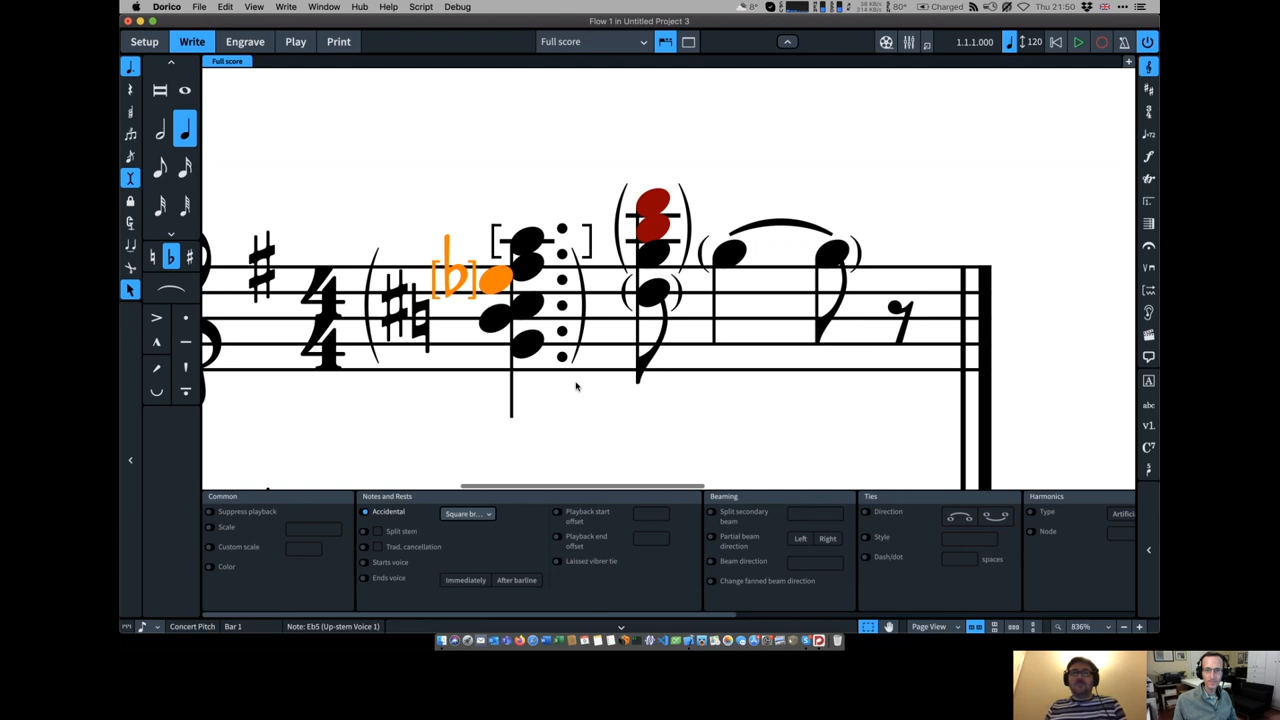 Dorico File Edit View Write Window Hub Help Script Debug
8° 80° Charged Thu 21:50
Flow 1 in Untitled Project 3
Setup Write Engrave Play Print Full score 1.1.1.000 120
Full score
4
4
Common
Suppress playback
Scale
Custom scale
Color
Notes and Rests
Accidental Square br...
Split stem
Trad. cancellation
Starts voice
Ends voice Immediately After barline
Playback start offset
Playback end offset
Laissez vibrer tie
Beaming
Split secondary beam
Partial beam direction Left Right
Beam direction
Change fanned beam direction
Ties
Direction
Style
Dash/dot spaces
Harmonics
Type Artifici
Node
Concert Pitch Bar 1 Note: Eb5 (Up-stem Voice 1) Page View 836%